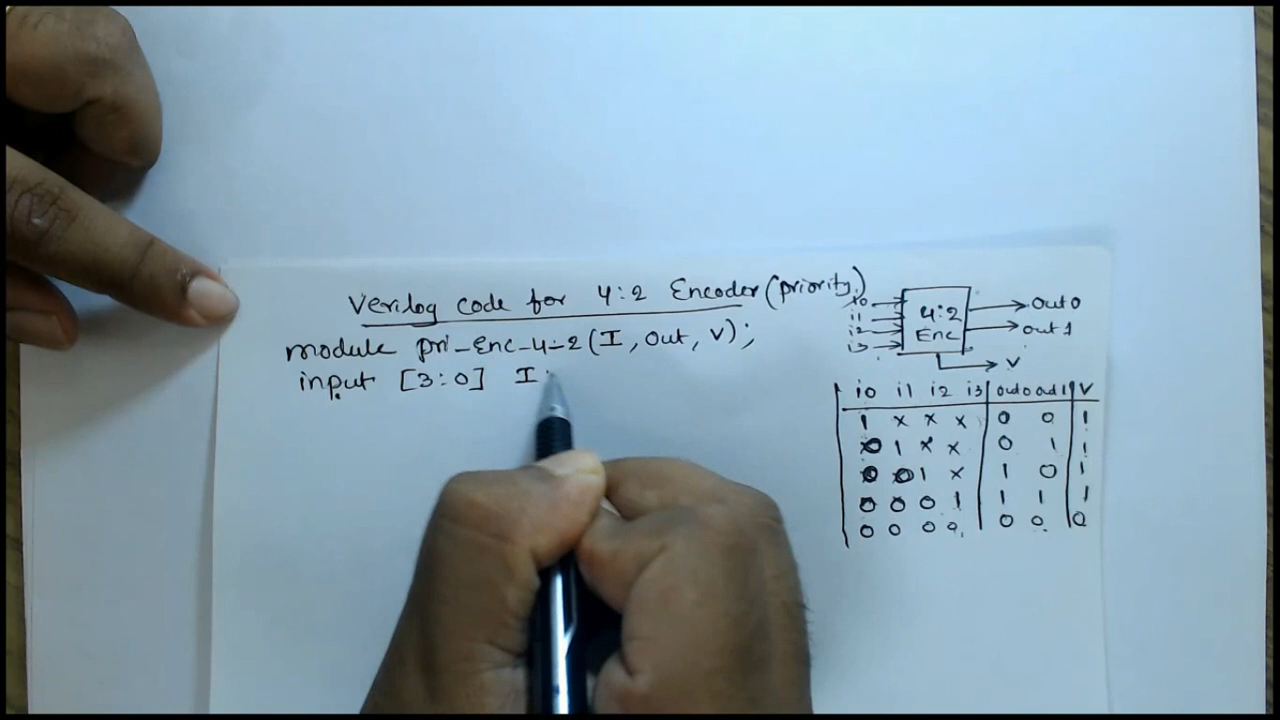 Verilog code for 4:2 Encoder (priority)
module pri_Enc_4_2 (I, Out, V);
input [3:0] I;
i0
i1
i2
i3
4:2
Enc
Out0
Out1
V
i0 i1 i2 i3 Out0 Out1 V
1 x x x 0 0 1
0 1 x x 0 1 1
0 0 1 x 1 0 1
0 0 0 1 1 1 1
0 0 0 0 0 0 0